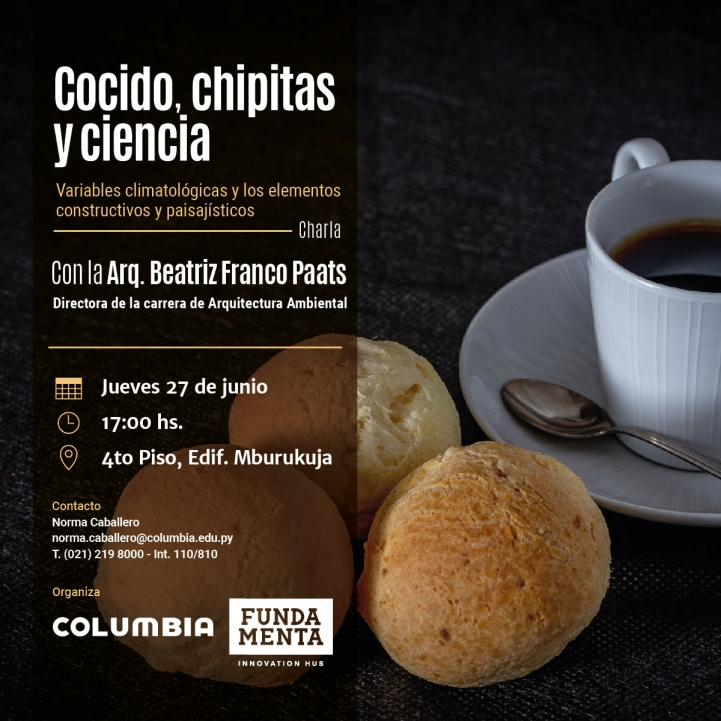 Cocido, chipitas
y ciencia
Variables climatológicas y los elementos
constructivos y paisajísticos
Charla
Con la Arq. Beatriz Franco Paats
Directora de la carrera de Arquitectura Ambiental
Jueves 27 de junio
17:00 hs.
4to Piso, Edif. Mburukuja
Contacto
Norma Caballero
norma.caballero@columbia.edu.py
T. (021) 219 8000 - Int. 110/810
Organiza
COLUMBIA
FUNDA
MENTA
INNOVATION HUB